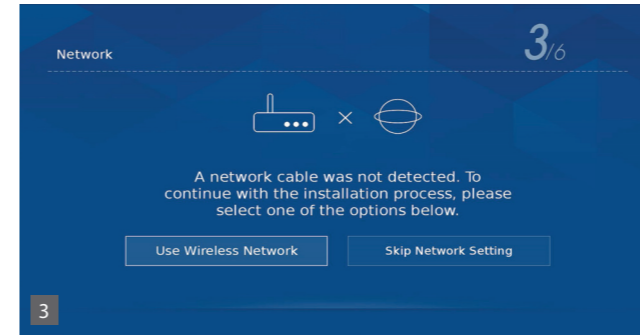 Network
3/6
A network cable was not detected. To
continue with the installation process, please
select one of the options below.
Use Wireless Network
Skip Network Setting
3